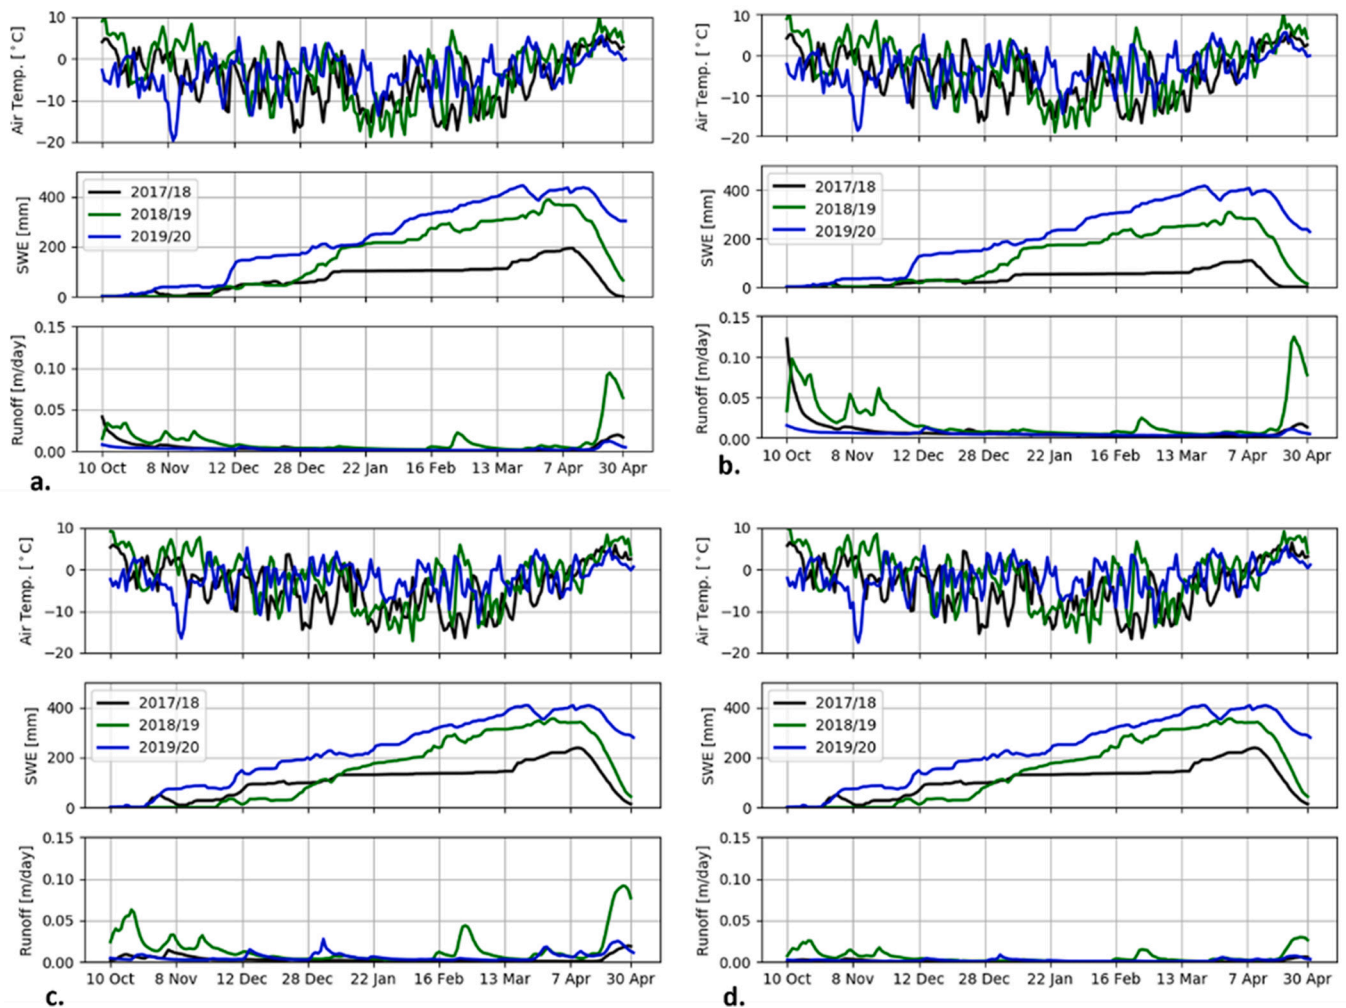 10
0
−10
−20
Air Temp. [°C]
400
200
0
SWE [mm]
2017/18
2018/19
2019/20
0.15
0.10
0.05
0.00
Runoff [m/day]
10 Oct 8 Nov 12 Dec 28 Dec 22 Jan 16 Feb 13 Mar 7 Apr 30 Apr
a.
10
0
−10
−20
Air Temp. [°C]
400
200
0
SWE [mm]
2017/18
2018/19
2019/20
0.15
0.10
0.05
0.00
Runoff [m/day]
10 Oct 8 Nov 12 Dec 28 Dec 22 Jan 16 Feb 13 Mar 7 Apr 30 Apr
b.
10
0
−10
−20
Air Temp. [°C]
400
200
0
SWE [mm]
2017/18
2018/19
2019/20
0.15
0.10
0.05
0.00
Runoff [m/day]
10 Oct 8 Nov 12 Dec 28 Dec 22 Jan 16 Feb 13 Mar 7 Apr 30 Apr
c.
10
0
−10
−20
Air Temp. [°C]
400
200
0
SWE [mm]
2017/18
2018/19
2019/20
0.15
0.10
0.05
0.00
Runoff [m/day]
10 Oct 8 Nov 12 Dec 28 Dec 22 Jan 16 Feb 13 Mar 7 Apr 30 Apr
d.